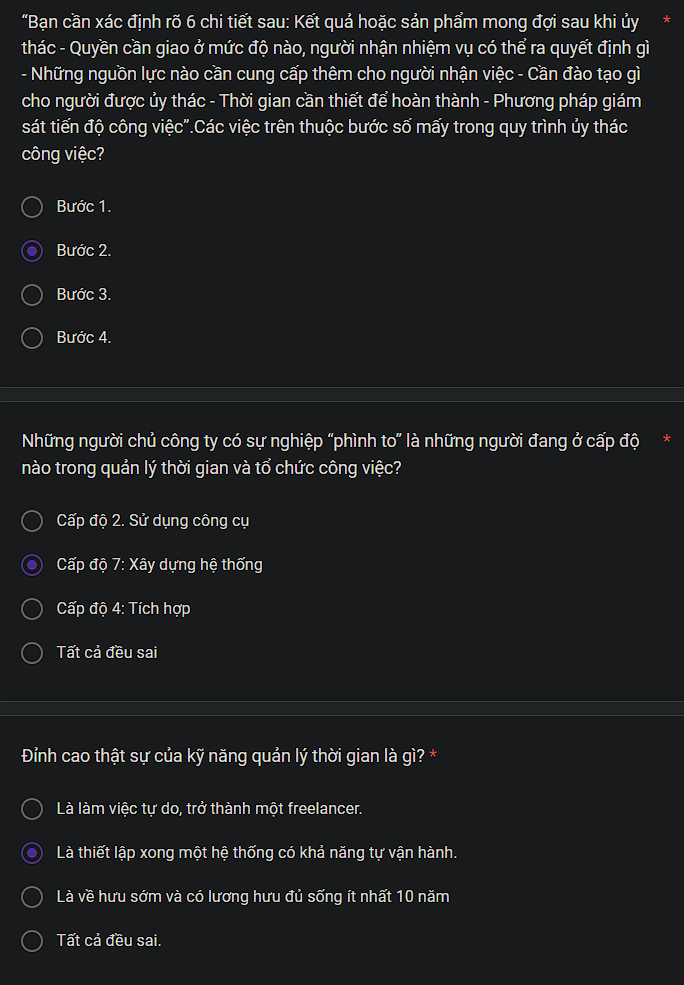 “Bạn cần xác định rõ 6 chi tiết sau: Kết quả hoặc sản phẩm mong đợi sau khi ủy *
thác - Quyền cần giao ở mức độ nào, người nhận nhiệm vụ có thể ra quyết định gì
- Những nguồn lực nào cần cung cấp thêm cho người nhận việc - Cần đào tạo gì
cho người được ủy thác - Thời gian cần thiết để hoàn thành - Phương pháp giám
sát tiến độ công việc”.Các việc trên thuộc bước số mấy trong quy trình ủy thác
công việc?
Bước 1.
Bước 2.
Bước 3.
Bước 4.
Những người chủ công ty có sự nghiệp “phình to” là những người đang ở cấp độ *
nào trong quản lý thời gian và tổ chức công việc?
Cấp độ 2. Sử dụng công cụ
Cấp độ 7: Xây dựng hệ thống
Cấp độ 4: Tích hợp
Tất cả đều sai
Đỉnh cao thật sự của kỹ năng quản lý thời gian là gì? *
Là làm việc tự do, trở thành một freelancer.
Là thiết lập xong một hệ thống có khả năng tự vận hành.
Là về hưu sớm và có lương hưu đủ sống ít nhất 10 năm
Tất cả đều sai.